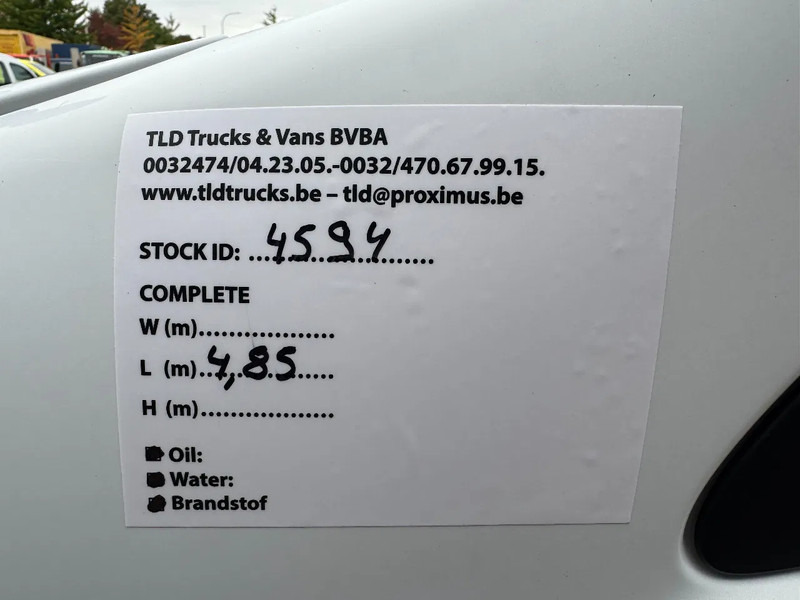 TLD Trucks & Vans BVBA
0032474/04.23.05.-0032/470.67.99.15.
www.tldtrucks.be – tld@proximus.be
STOCK ID: ...4594.......
COMPLETE
W (m)..................
L (m)..4,85.....
H (m)..................
Oil:
Water:
Brandstof